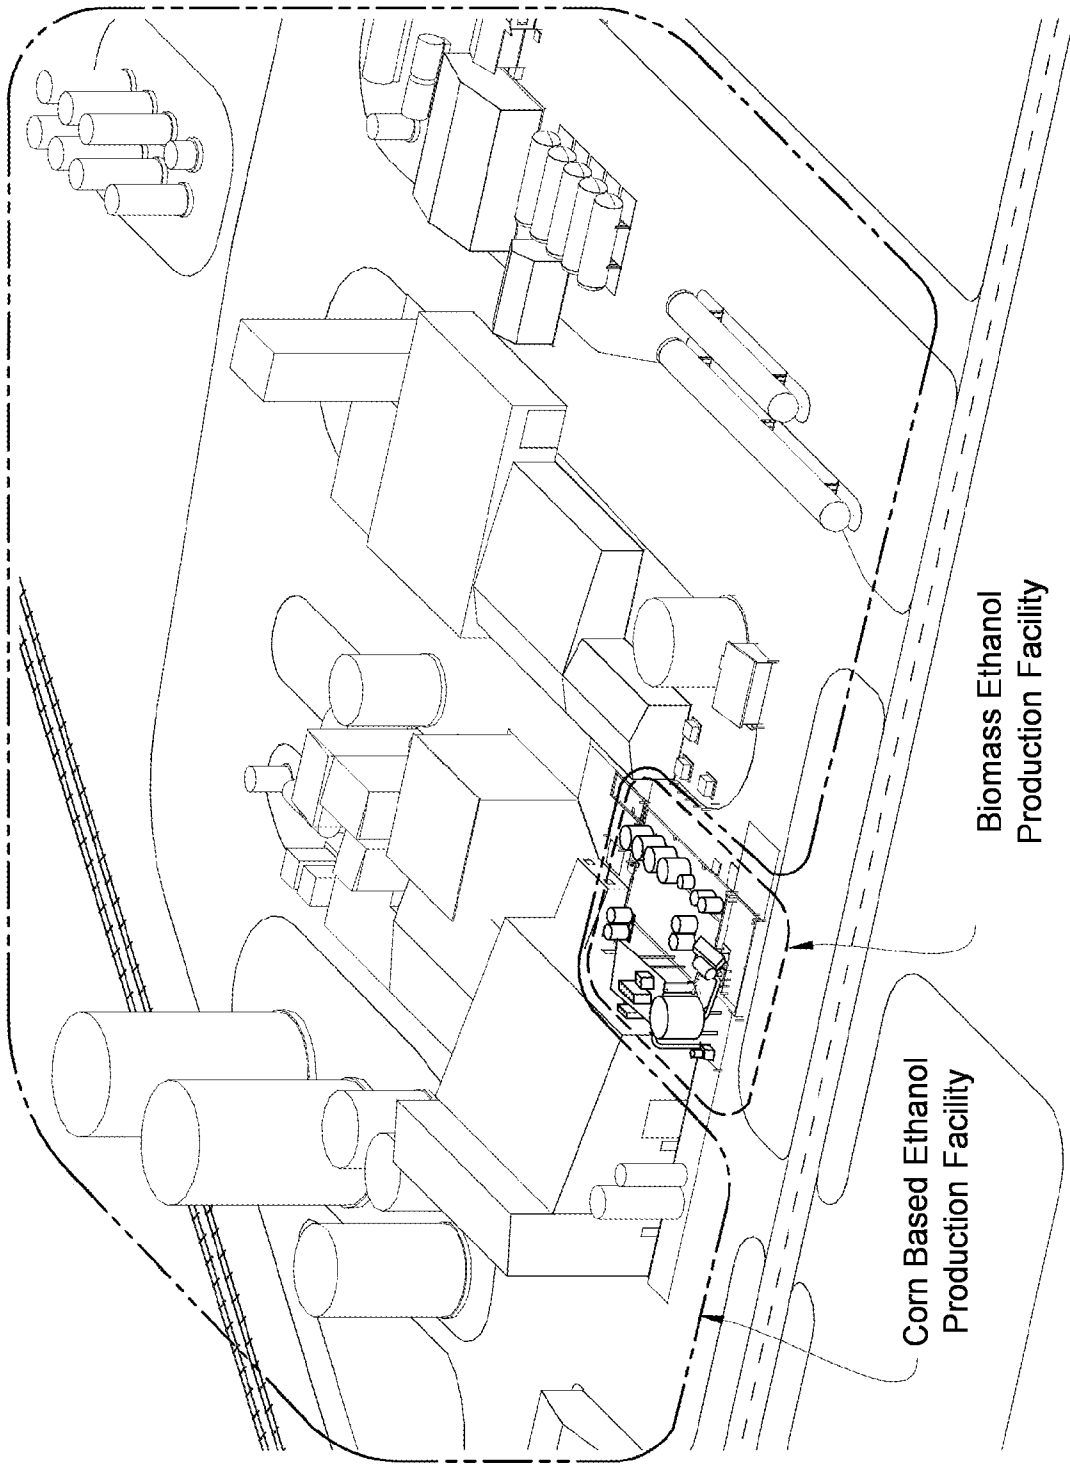 Corn Based Ethanol
Production Facility
Biomass Ethanol
Production Facility